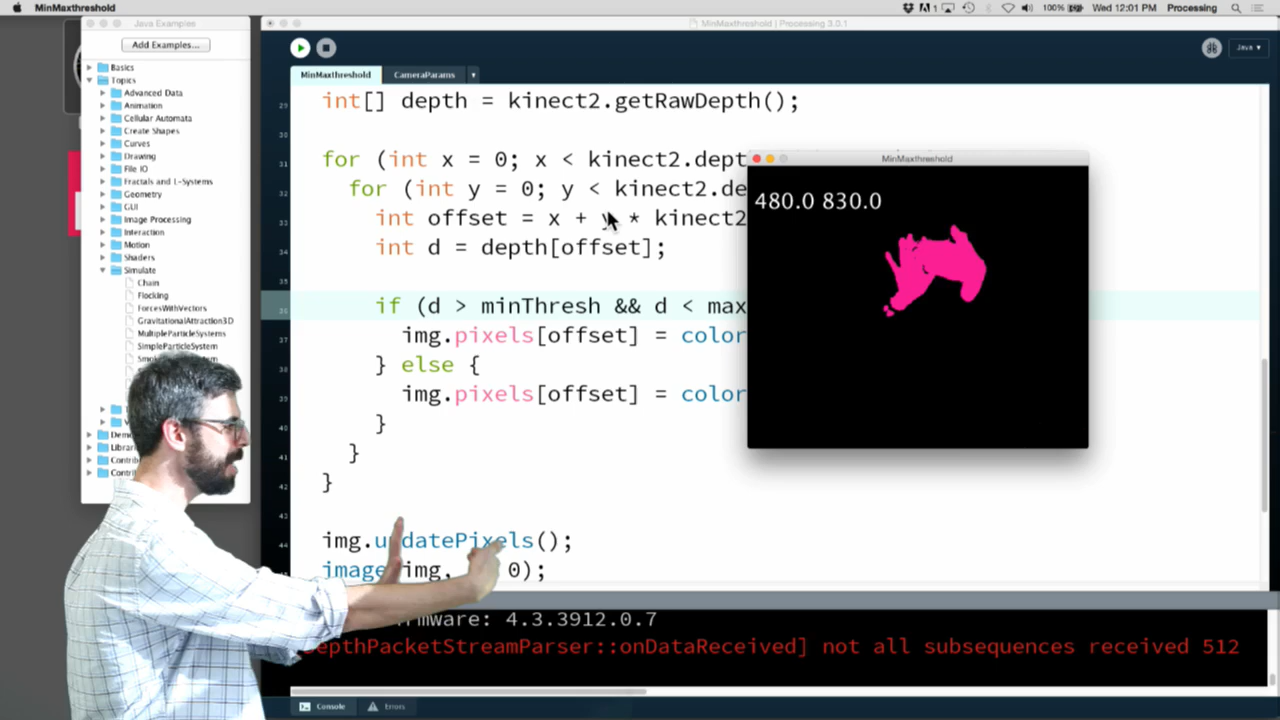 MinMaxthreshold
100%
Wed 12:01 PM
Processing
Java Examples
Add Examples...
Basics
Topics
Advanced Data
Animation
Cellular Automata
Create Shapes
Curves
Drawing
File IO
Fractals and L-Systems
Geometry
GUI
Image Processing
Interaction
Motion
Shaders
Simulate
Chain
Flocking
ForcesWithVectors
GravitationalAttraction3D
MultipleParticleSystems
SimpleParticleSystem
MinMaxthreshold | Processing 3.0.1
Java
MinMaxthreshold
CameraParams
29 int[] depth = kinect2.getRawDepth();
30
31 for (int x = 0; x < kinect2.dept
32 for (int y = 0; y < kinect2.de
33 int offset = x + * kinect2
34 int d = depth[offset];
35
36 if (d > minThresh && d < max
37 img.pixels[offset] = color
38 } else {
39 img.pixels[offset] = color
40 }
41 }
42 }
43
44 img.updatePixels();
image img, 0);
MinMaxthreshold
480.0 830.0
rmware: 4.3.3912.0.7
DepthPacketStreamParser::onDataReceived] not all subsequences received 512
Console
Errors